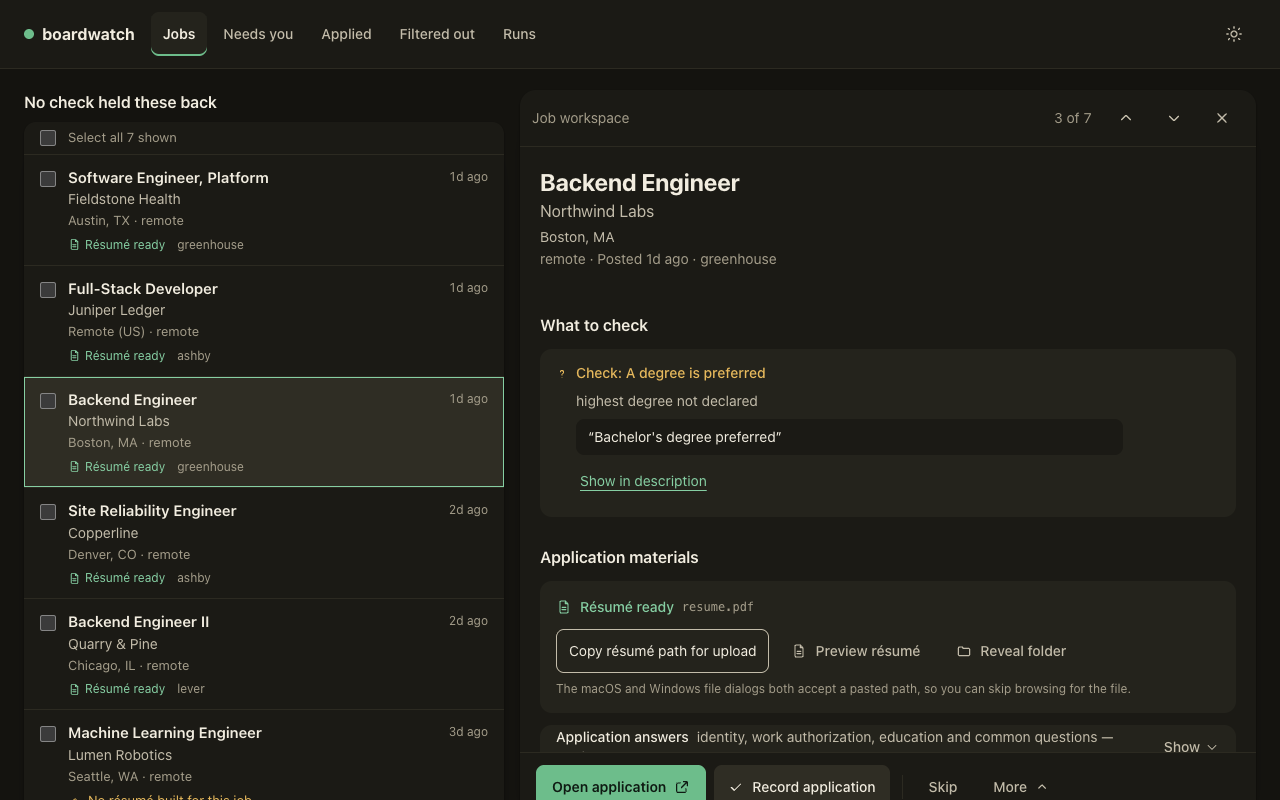 boardwatch
Jobs
Needs you
Applied
Filtered out
Runs
No check held these back
Select all 7 shown
Software Engineer, Platform
1d ago
Fieldstone Health
Austin, TX · remote
Résumé ready greenhouse
Full-Stack Developer
1d ago
Juniper Ledger
Remote (US) · remote
Résumé ready ashby
Backend Engineer
1d ago
Northwind Labs
Boston, MA · remote
Résumé ready greenhouse
Site Reliability Engineer
2d ago
Copperline
Denver, CO · remote
Résumé ready ashby
Backend Engineer II
2d ago
Quarry & Pine
Chicago, IL · remote
Résumé ready lever
Machine Learning Engineer
3d ago
Lumen Robotics
Seattle, WA · remote
No résumé built for this job
Job workspace
3 of 7
Backend Engineer
Northwind Labs
Boston, MA
remote · Posted 1d ago · greenhouse
What to check
? Check: A degree is preferred
highest degree not declared
“Bachelor's degree preferred”
Show in description
Application materials
Résumé ready resume.pdf
Copy résumé path for upload
Preview résumé
Reveal folder
The macOS and Windows file dialogs both accept a pasted path, so you can skip browsing for the file.
Application answers identity, work authorization, education and common questions —
Show
Open application
Record application
Skip
More